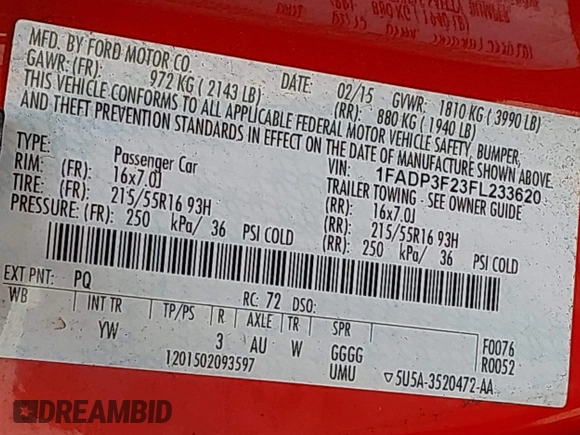 MFD. BY FORD MOTOR CO.
DATE: 02/15 GVWR: 1810 KG ( 3990 LB)
GAWR: (FR): 972 KG ( 2143 LB) (RR): 880 KG ( 1940 LB)
THIS VEHICLE CONFORMS TO ALL APPLICABLE FEDERAL MOTOR VEHICLE SAFETY, BUMPER,
AND THEFT PREVENTION STANDARDS IN EFFECT ON THE DATE OF MANUFACTURE SHOWN ABOVE.
VIN: 1FADP3F23FL233620
TYPE: Passenger Car TRAILER TOWING - SEE OWNER GUIDE
RIM: (FR): 16x7.0J (RR): 16x7.0J
TIRE: (FR): 215/55R16 93H (RR): 215/55R16 93H
PRESSURE: (FR): 250 kPa/ 36 PSI COLD (RR): 250 kPa/ 36 PSI COLD
EXT PNT: PQ RC: 72 DSO:
WB INT TR TP/PS R AXLE TR SPR
YW 3 AU W GGGG F0076
1201502093597 UMU R0052
▽5U5A-3520472-AA
DREAMBID